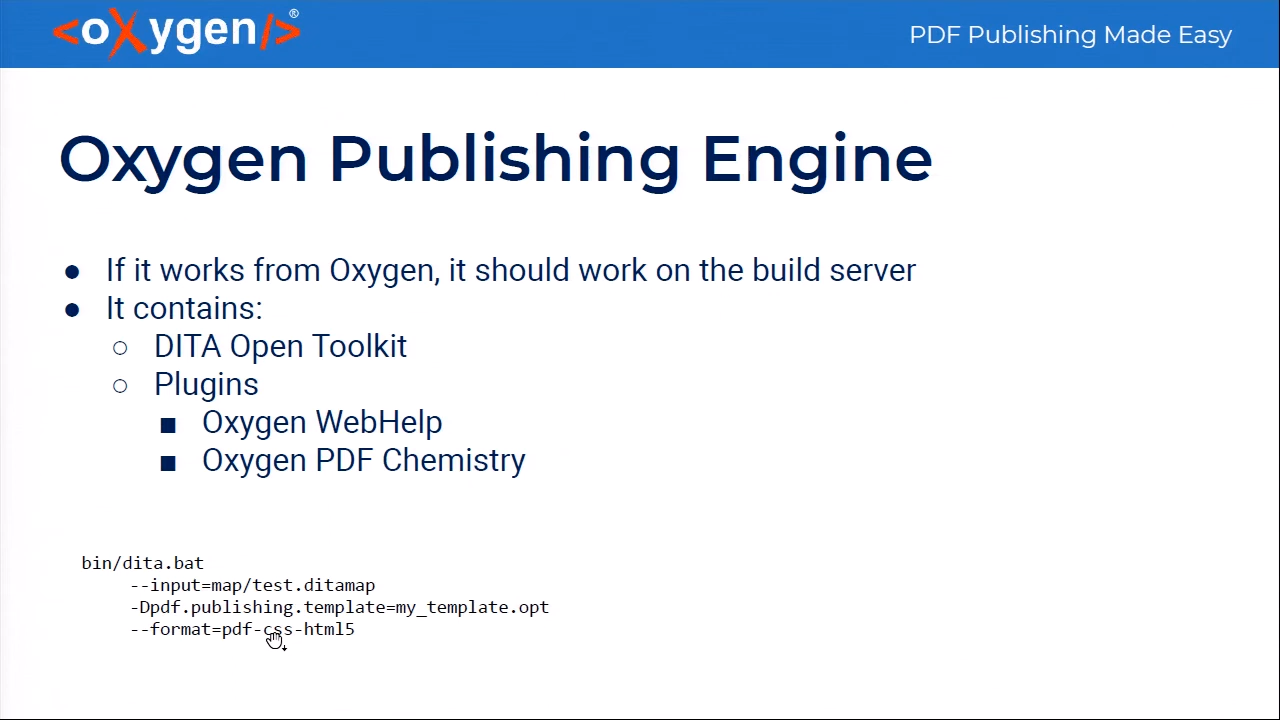 <oXygen/>®
PDF Publishing Made Easy
Oxygen Publishing Engine
● If it works from Oxygen, it should work on the build server
● It contains:
○ DITA Open Toolkit
○ Plugins
■ Oxygen WebHelp
■ Oxygen PDF Chemistry
bin/dita.bat
--input=map/test.ditamap
-Dpdf.publishing.template=my_template.opt
--format=pdf-css-html5